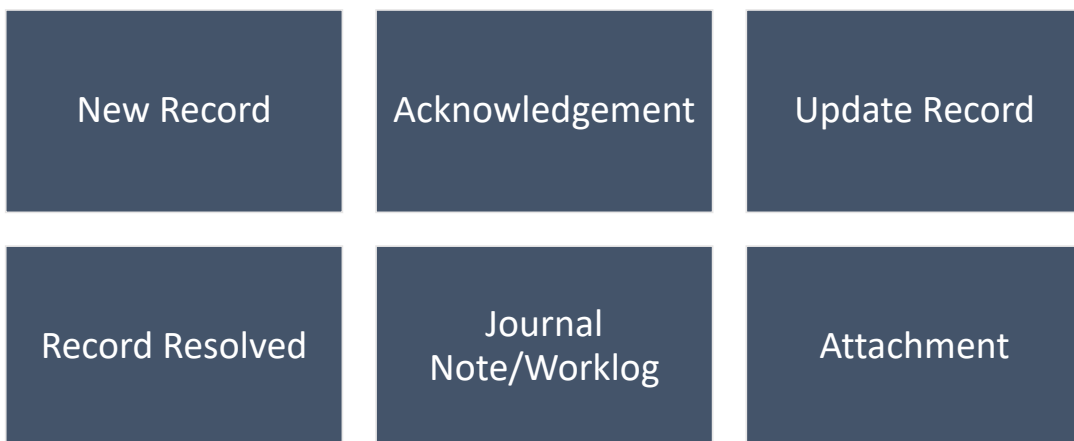 New Record
Acknowledgement
Update Record
Record Resolved
Journal
Note/Worklog
Attachment